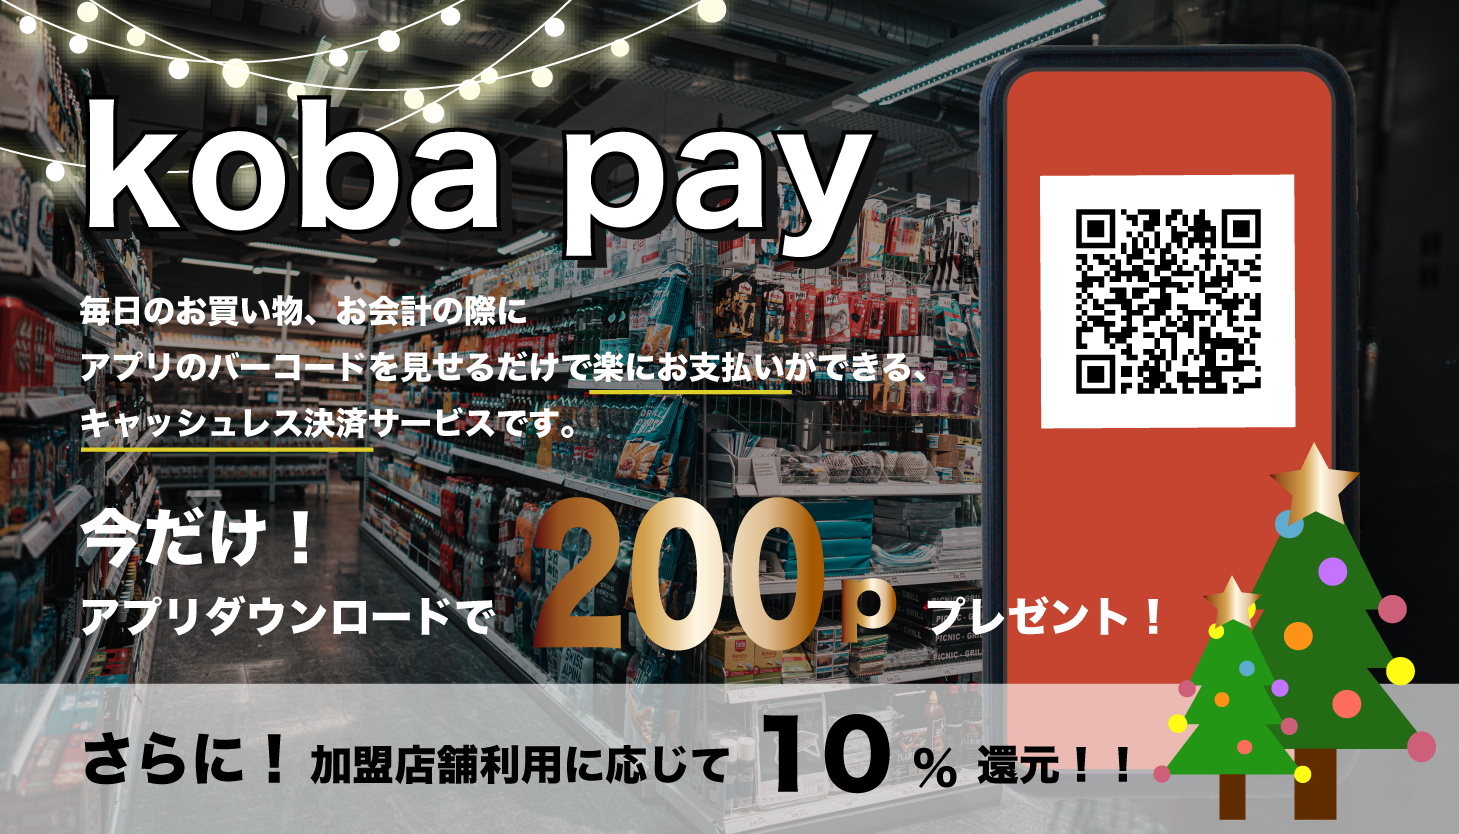 koba pay
毎日のお買い物、お会計の際に
アプリのバーコードを見せるだけで楽にお支払いができる、
キャッシュレス決済サービスです。
今だけ！
アプリダウンロードで 200p プレゼント！
さらに！ 加盟店舗利用に応じて 10 % 還元！！